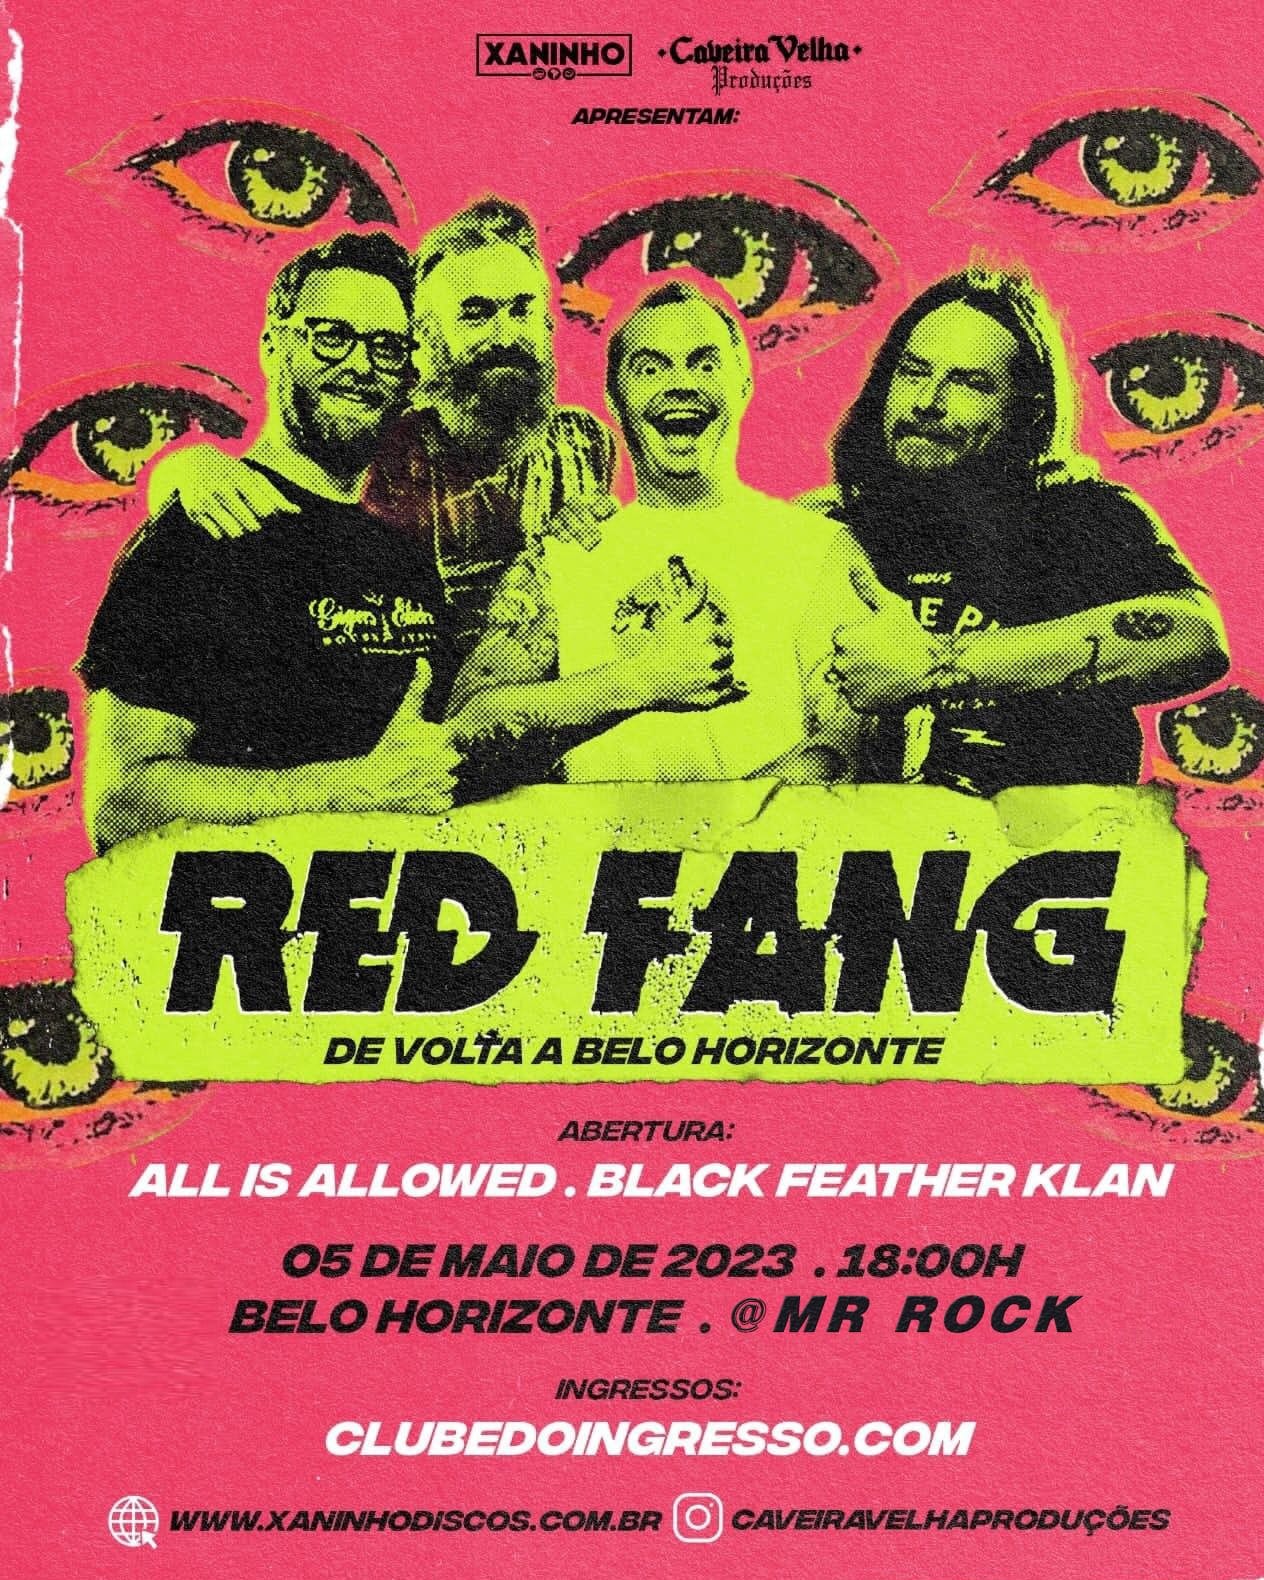 XANINHO
Caveira Velha
Produções
APRESENTAM:
RED FANG
DE VOLTA A BELO HORIZONTE
ABERTURA:
ALL IS ALLOWED . BLACK FEATHER KLAN
05 DE MAIO DE 2023 . 18:00H
BELO HORIZONTE . @MR ROCK
INGRESSOS:
CLUBEDOINGRESSO.COM
WWW.XANINHODISCOS.COM.BR CAVEIRAVELHAPRODUÇÕES